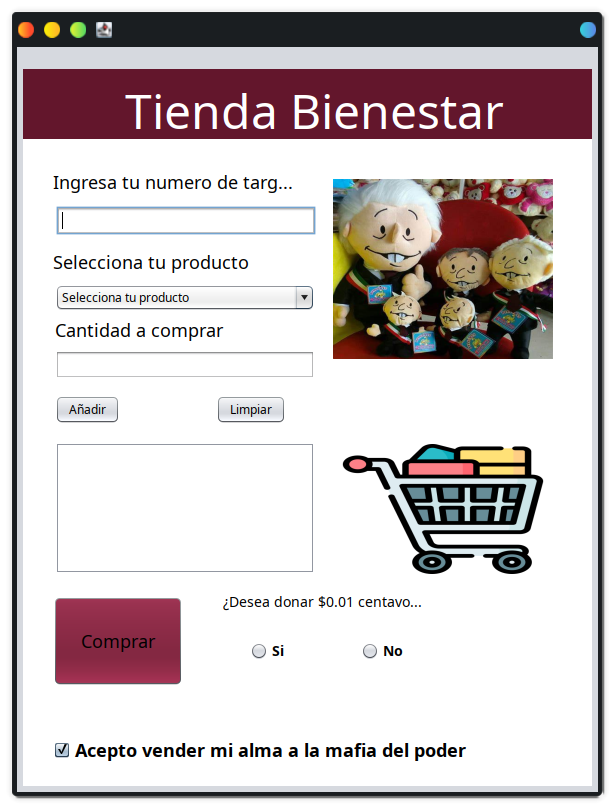 Tienda Bienestar
Ingresa tu numero de targ...
Selecciona tu producto
Selecciona tu producto
Cantidad a comprar
Añadir
Limpiar
¿Desea donar $0.01 centavo...
Comprar
Si
No
Acepto vender mi alma a la mafia del poder